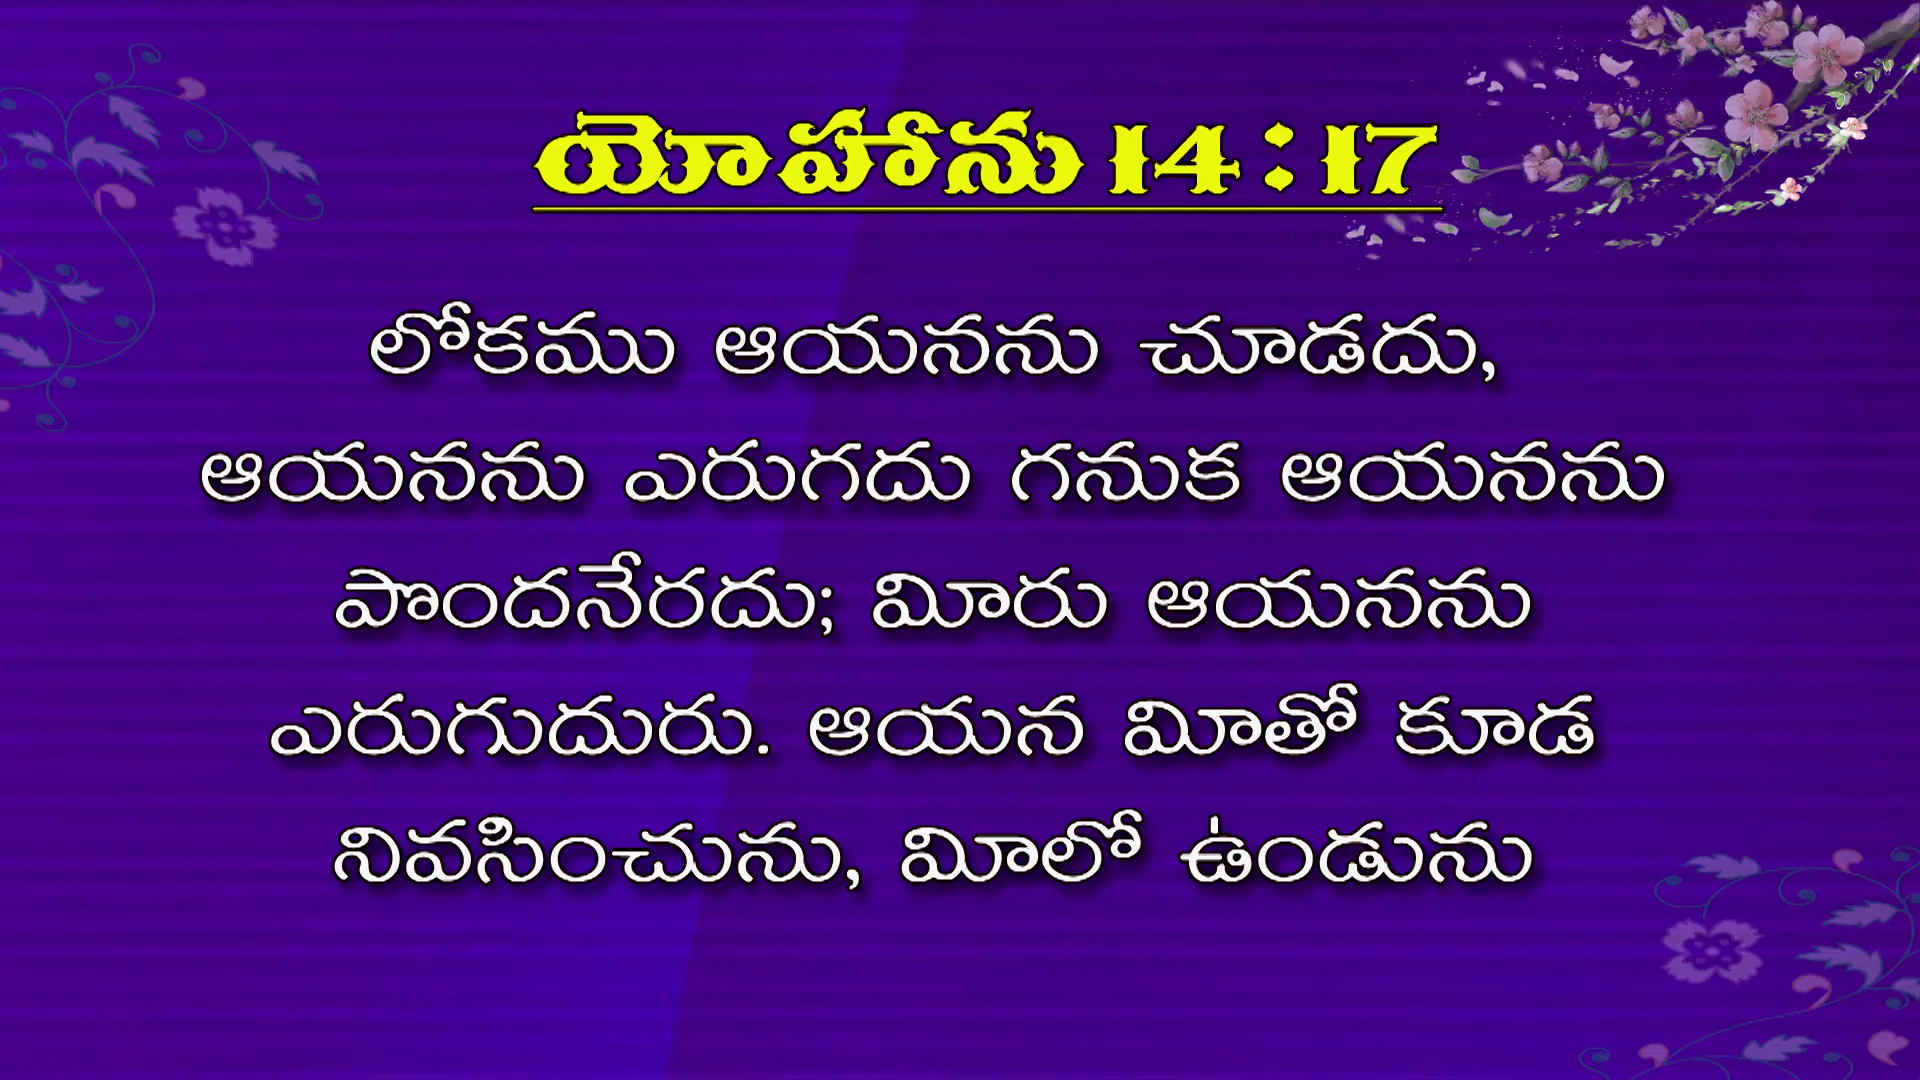 యోహాను 14 : 17
లోకము ఆయనను చూడదు,
ఆయనను ఎరుగదు గనుక ఆయనను
పొందనేరదు; మీరు ఆయనను
ఎరుగుదురు. ఆయన మీతో కూడ
నివసించును, మీలో ఉండును